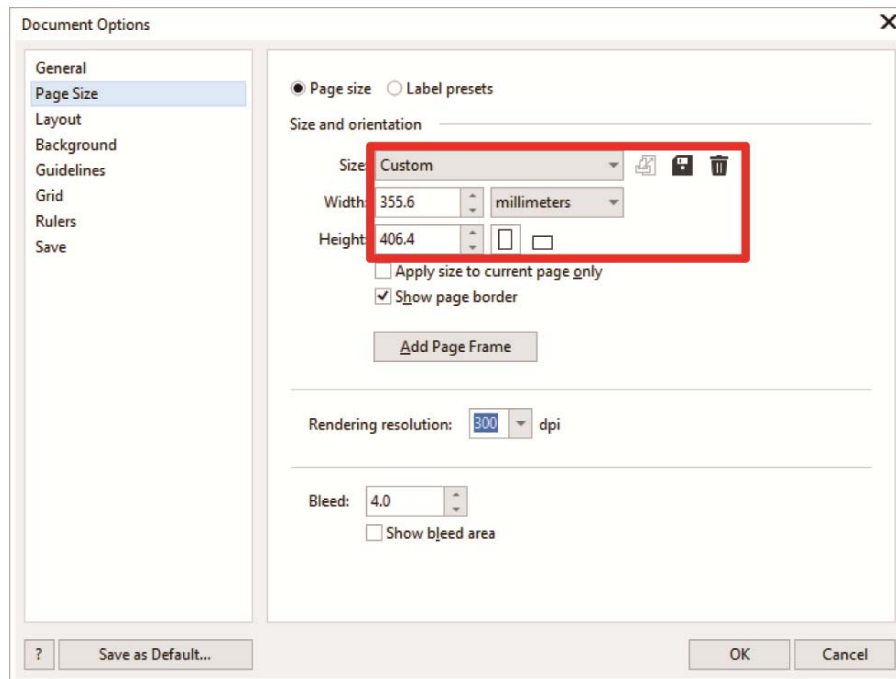 Document Options
General
Page Size
Layout
Background
Guidelines
Grid
Rulers
Save
Page size Label presets
Size and orientation
Size: Custom
Width: 355.6 millimeters
Height: 406.4
Apply size to current page only
Show page border
Add Page Frame
Rendering resolution: 300 dpi
Bleed: 4.0
Show bleed area
? Save as Default... OK Cancel